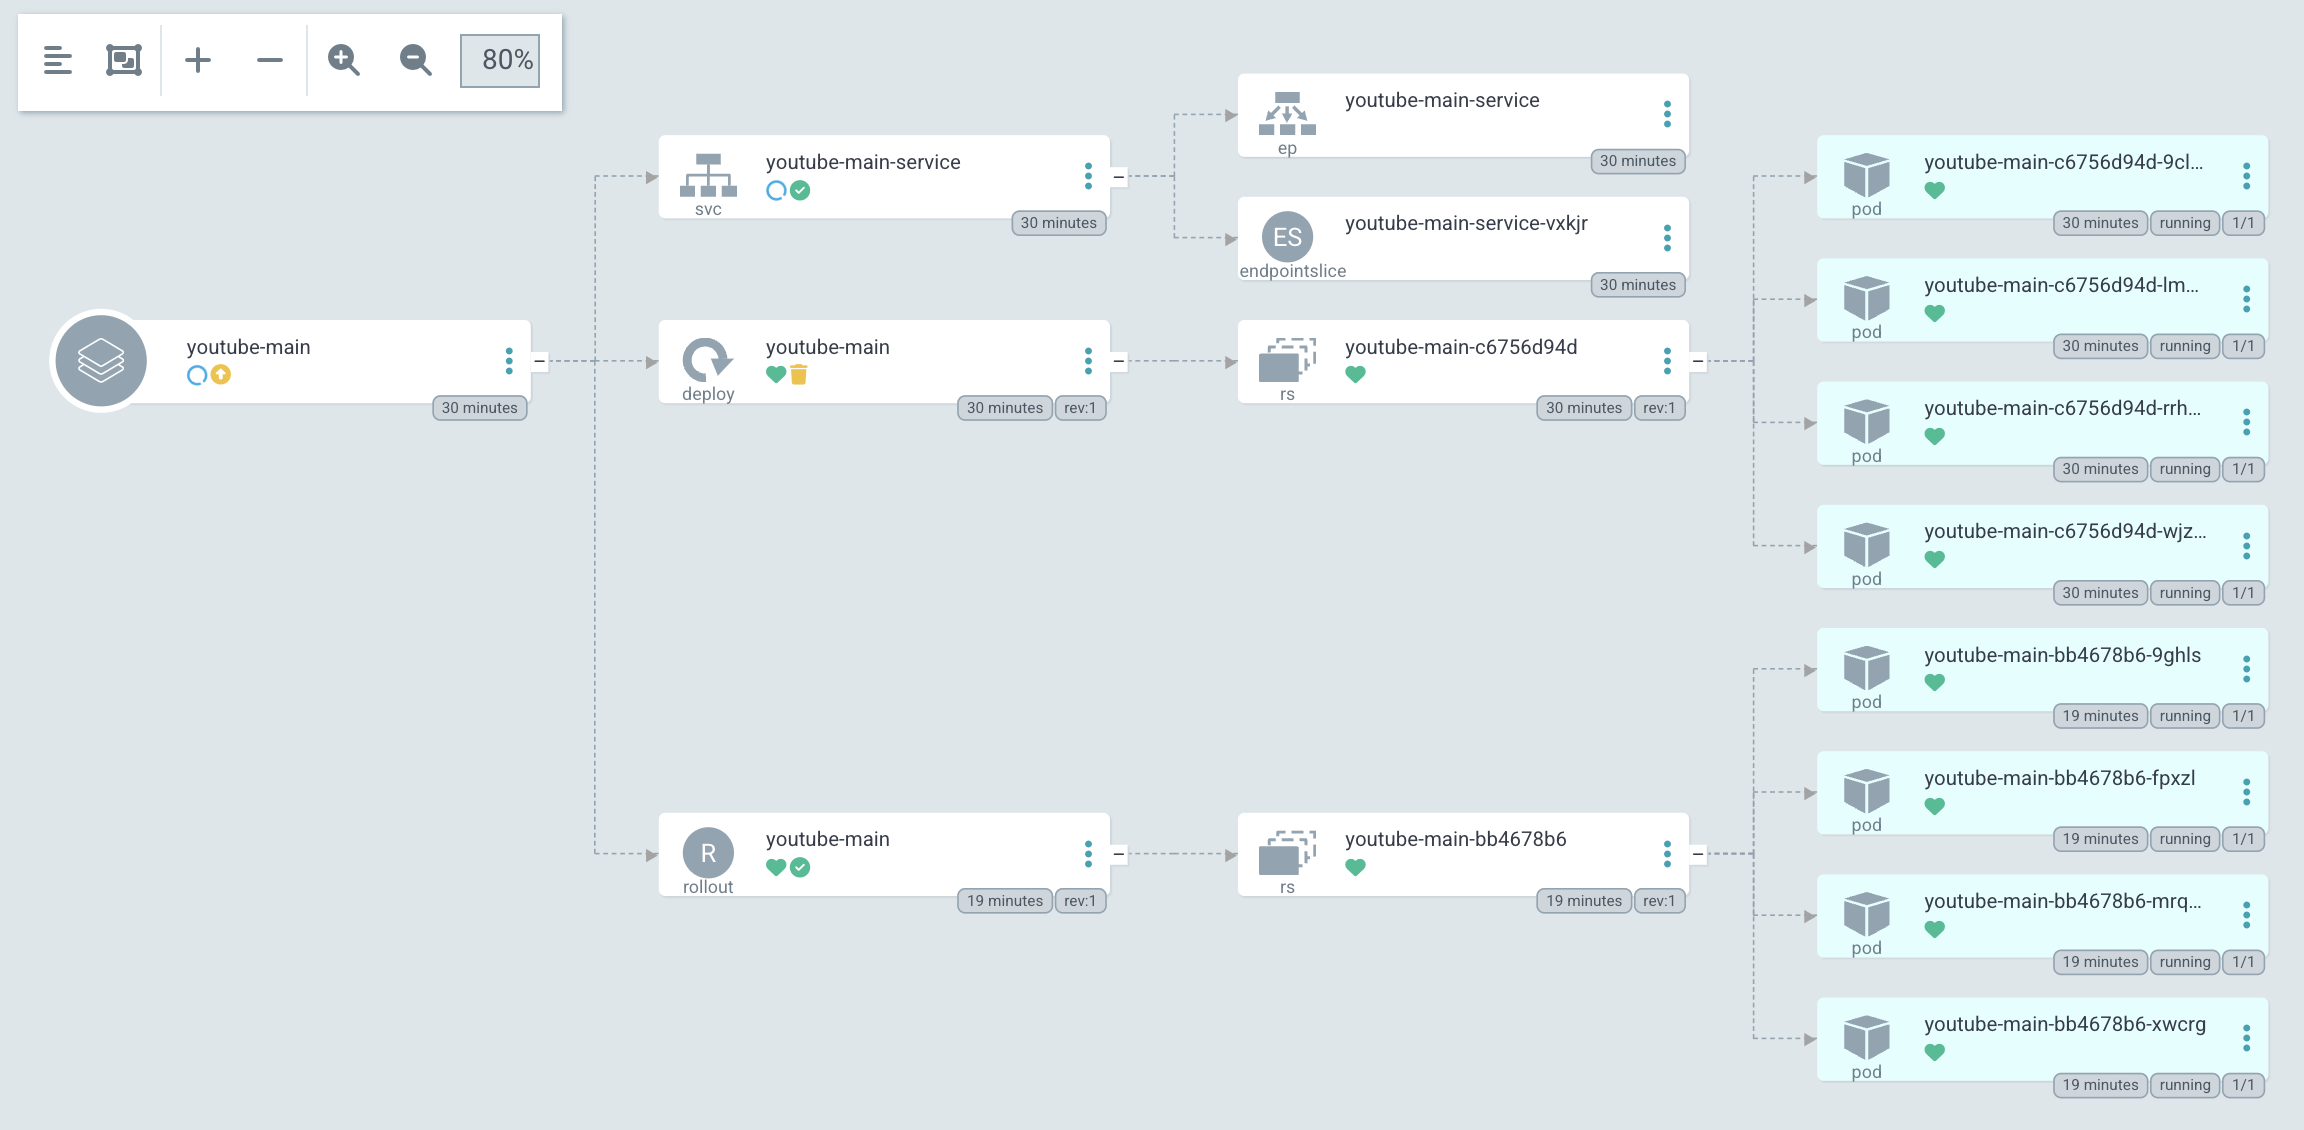 80%
youtube-main
30 minutes
youtube-main-service
svc
30 minutes
youtube-main
deploy
30 minutes rev:1
R
youtube-main
rollout
19 minutes rev:1
youtube-main-service
ep
30 minutes
ES
youtube-main-service-vxkjr
endpointslice
30 minutes
youtube-main-c6756d94d
rs
30 minutes rev:1
youtube-main-bb4678b6
rs
19 minutes rev:1
youtube-main-c6756d94d-9cl...
pod
30 minutes running 1/1
youtube-main-c6756d94d-lm...
pod
30 minutes running 1/1
youtube-main-c6756d94d-rrh...
pod
30 minutes running 1/1
youtube-main-c6756d94d-wjz...
pod
30 minutes running 1/1
youtube-main-bb4678b6-9ghls
pod
19 minutes running 1/1
youtube-main-bb4678b6-fpxzl
pod
19 minutes running 1/1
youtube-main-bb4678b6-mrq...
pod
19 minutes running 1/1
youtube-main-bb4678b6-xwcrg
pod
19 minutes running 1/1